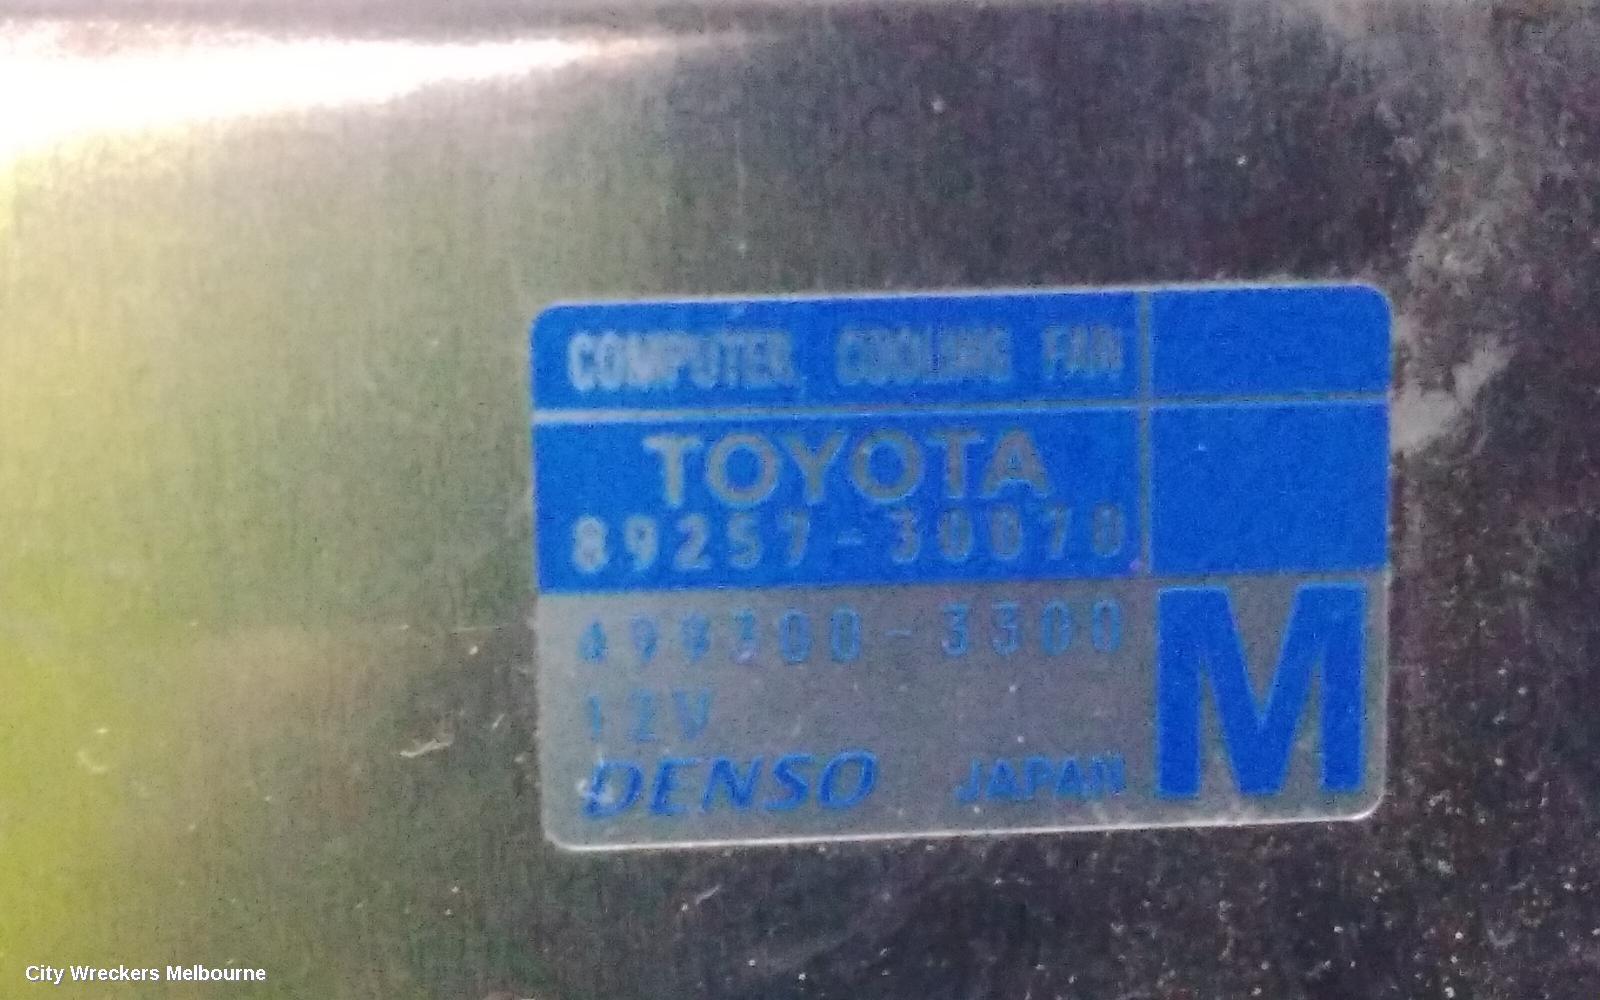 COMPUTER, COOLING FAN
TOYOTA
89257-30070
499300-3300
12V
DENSO JAPAN
M
City Wreckers Melbourne